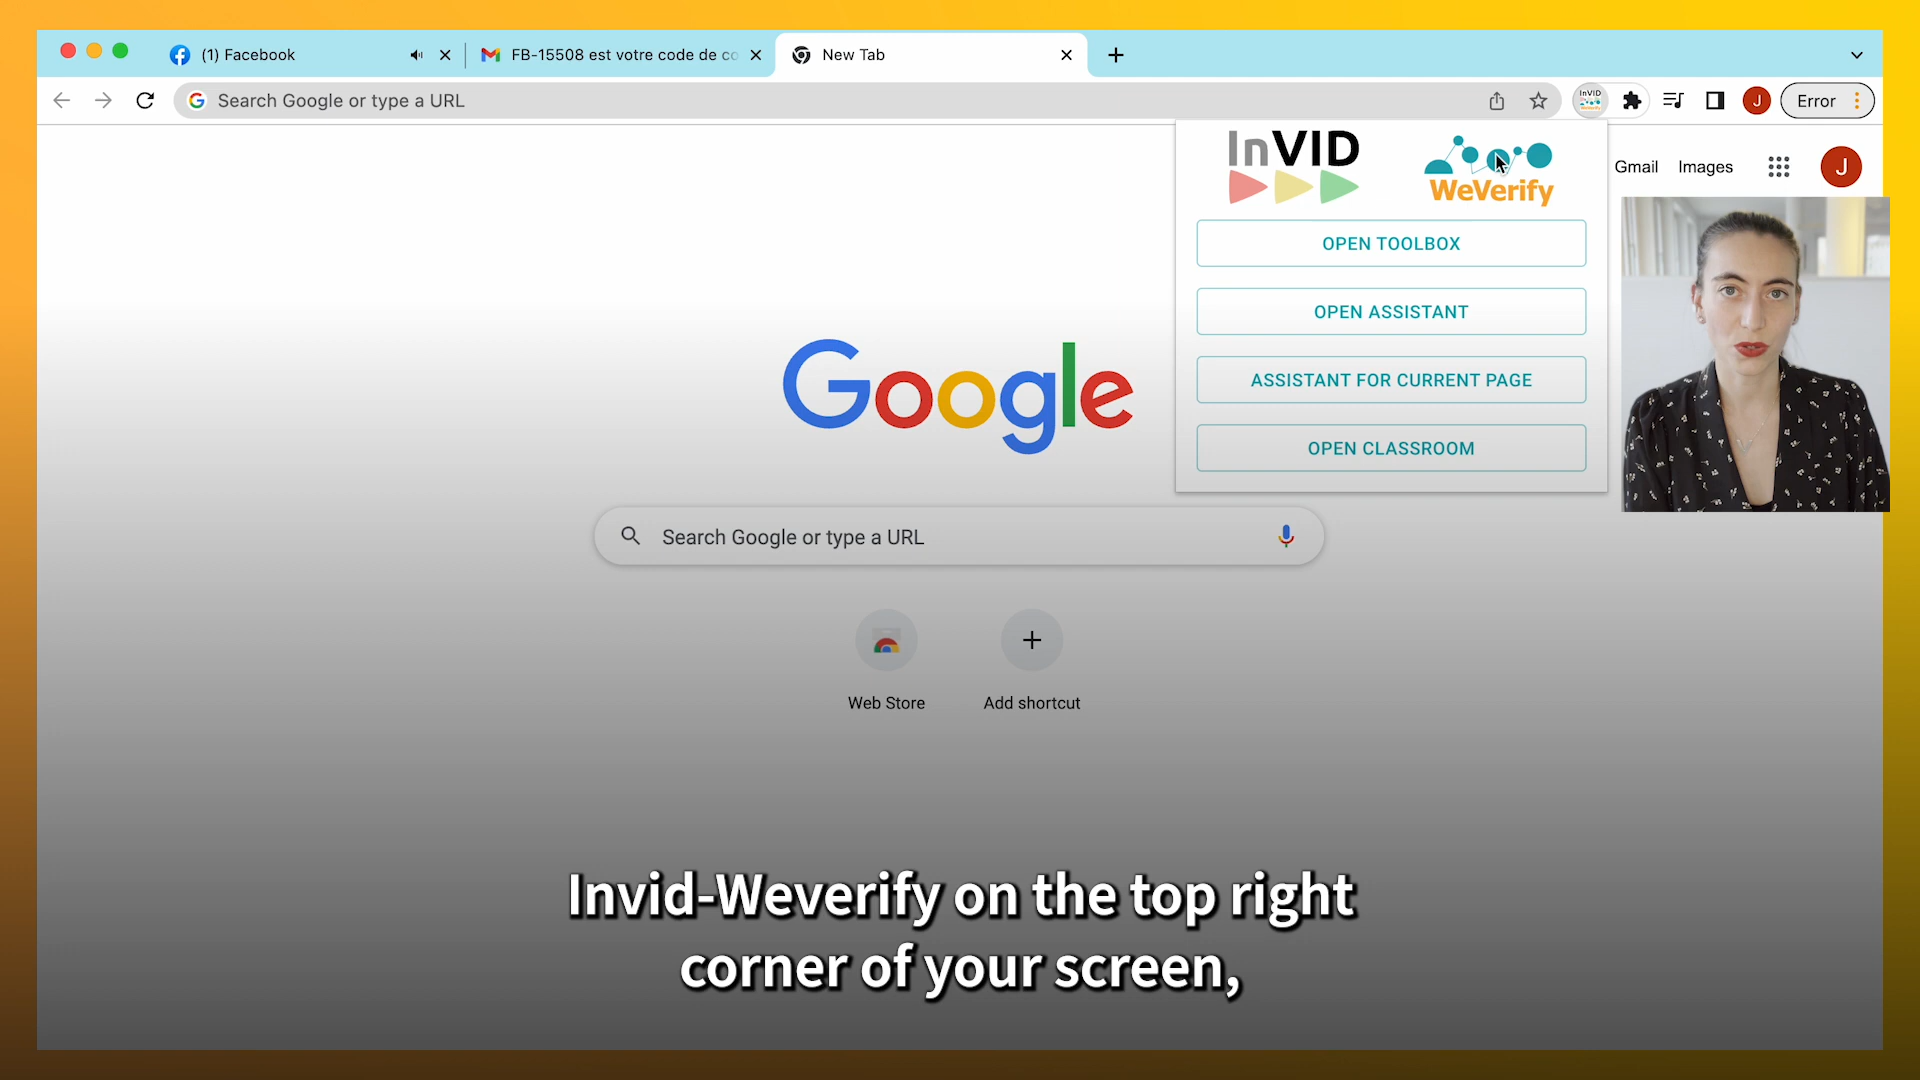 (1) Facebook
FB-15508 est votre code de co
New Tab
Search Google or type a URL
InVID
WeVerify
J
Error
InVID
WeVerify
Gmail
Images
J
OPEN TOOLBOX
OPEN ASSISTANT
ASSISTANT FOR CURRENT PAGE
OPEN CLASSROOM
Google
Search Google or type a URL
Web Store
Add shortcut
Invid-Weverify on the top right
corner of your screen,